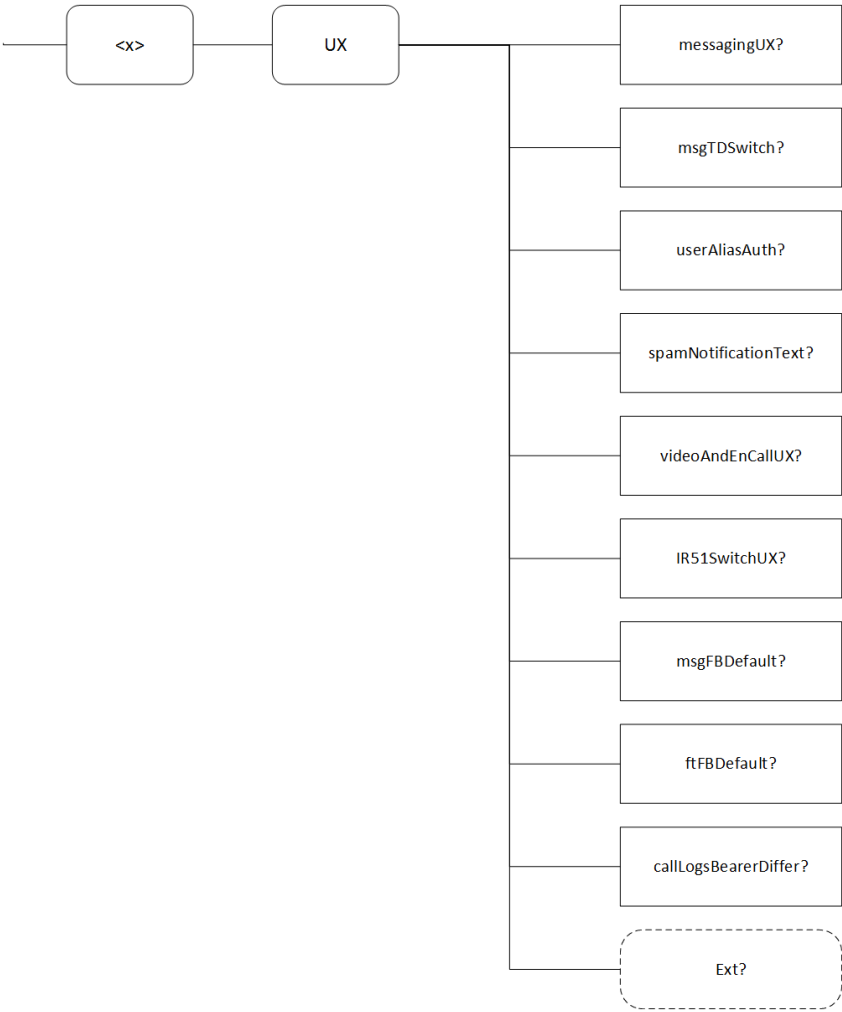 <x>
UX
messagingUX?
msgTDSwitch?
userAliasAuth?
spamNotificationText?
videoAndEnCallUX?
IR51SwitchUX?
msgFBDefault?
ftFBDefault?
callLogsBearerDiffer?
Ext?